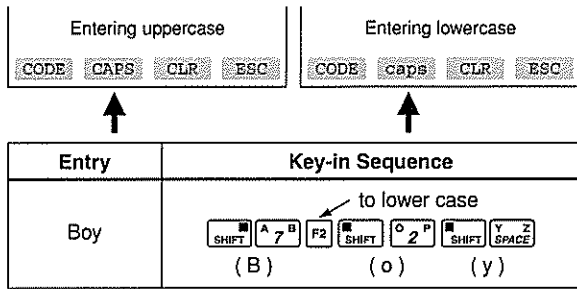 Entering uppercase
CODE CAPS CLR ESC
Entering lowercase
CODE caps CLR ESC
Entry Key-in Sequence
to lower case
Boy SHIFT A 7 B F2 SHIFT O 2 P SHIFT Y Z SPACE
( B ) ( o ) ( y )